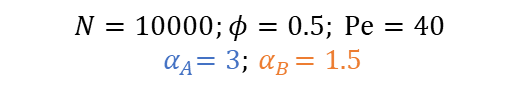 N = 10000; ϕ = 0.5; Pe = 40
α_A = 3; α_B = 1.5